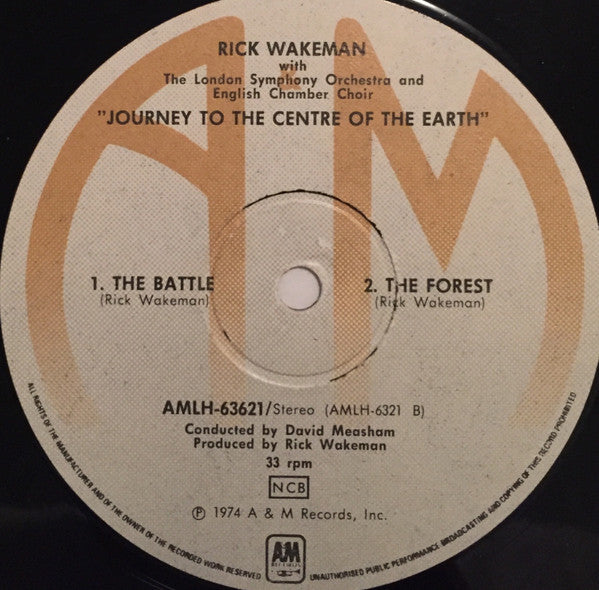 RICK WAKEMAN
with
The London Symphony Orchestra and
English Chamber Choir
"JOURNEY TO THE CENTRE OF THE EARTH"
1. THE BATTLE
(Rick Wakeman)
2. THE FOREST
(Rick Wakeman)
AMLH-63621/Stereo (AMLH-6321 B)
Conducted by David Measham
Produced by Rick Wakeman
33 rpm
NCB
℗ 1974 A & M Records, Inc.
AM
RECORDS
ALL RIGHTS OF THE MANUFACTURER AND OF THE OWNER OF THE RECORDED WORK RESERVED
UNAUTHORISED PUBLIC PERFORMANCE BROADCASTING AND COPYING OF THIS RECORD PROHIBITED
A&M